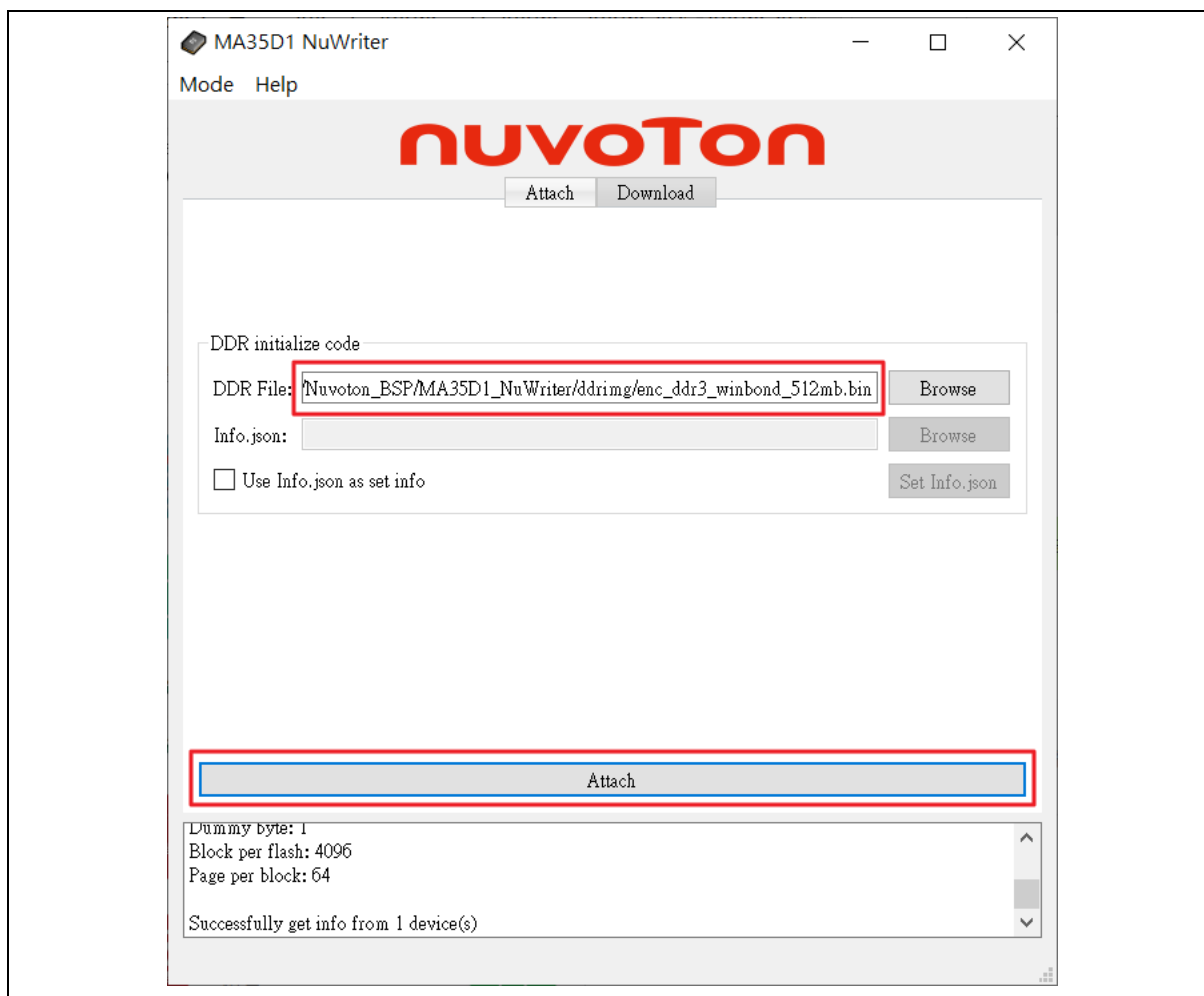 MA35D1 NuWriter
Mode Help
nuvoTon
Attach Download
DDR initialize code
DDR File: /Nuvoton_BSP/MA35D1_NuWriter/ddrimg/enc_ddr3_winbond_512mb.bin Browse
Info.json: Browse
Use Info.json as set info Set Info.json
Attach
Dummy byte: 1
Block per flash: 4096
Page per block: 64
Successfully get info from 1 device(s)